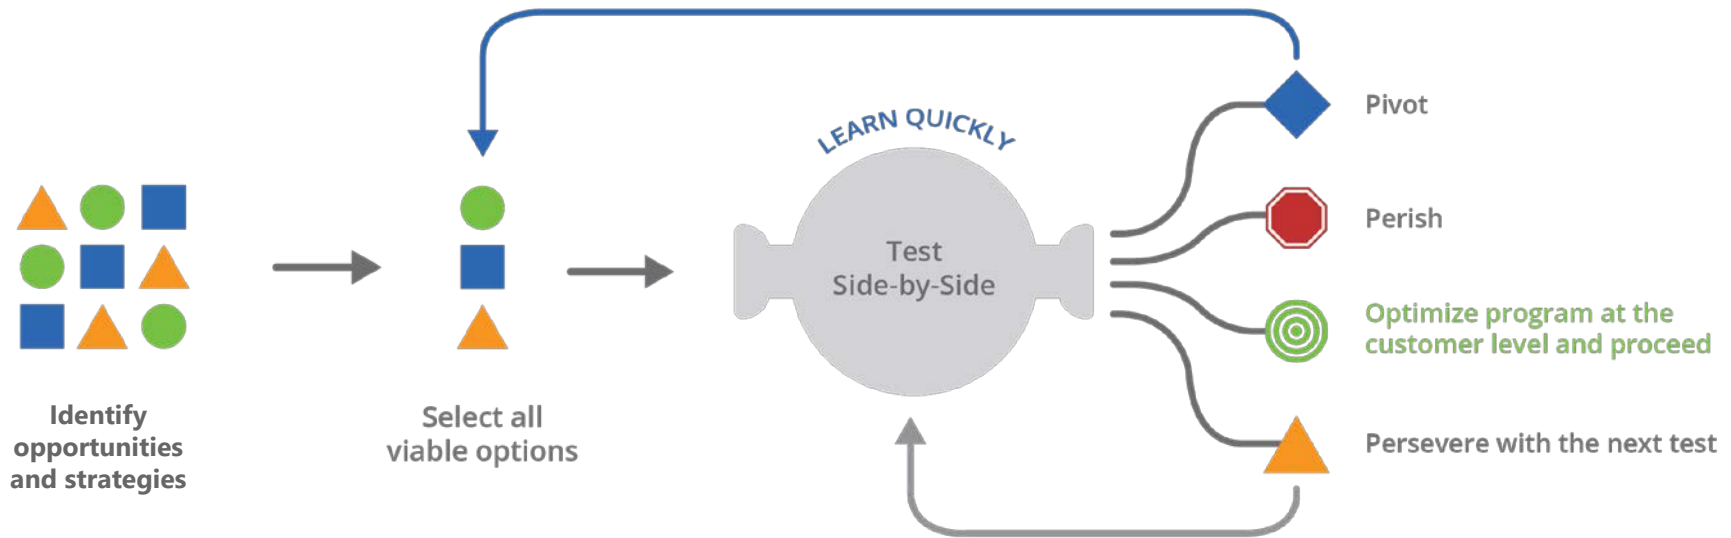 LEARN QUICKLY
Pivot
Perish
Test
Side-by-Side
Optimize program at the
customer level and proceed
Identify
opportunities
and strategies
Select all
viable options
Persevere with the next test